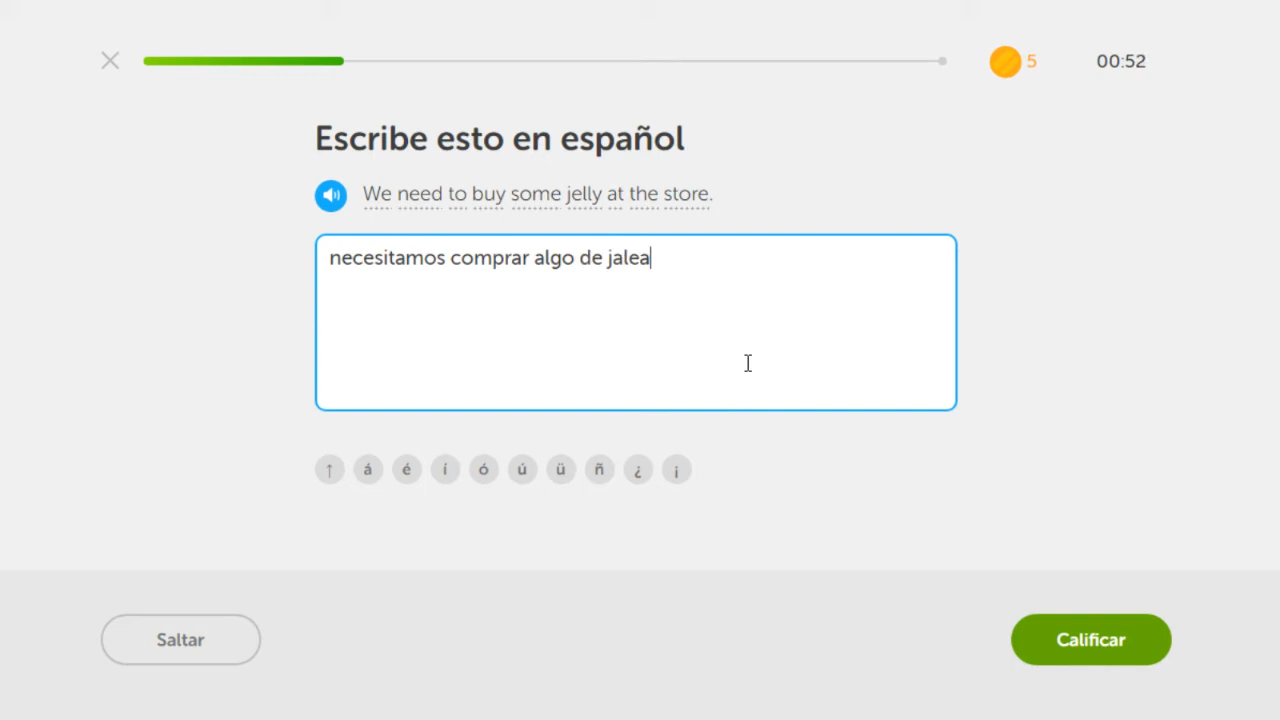 5
00:52
Escribe esto en español
We need to buy some jelly at the store.
necesitamos comprar algo de jalea
↑ á é í ó ú ü ñ ¿ ¡
Saltar
Calificar